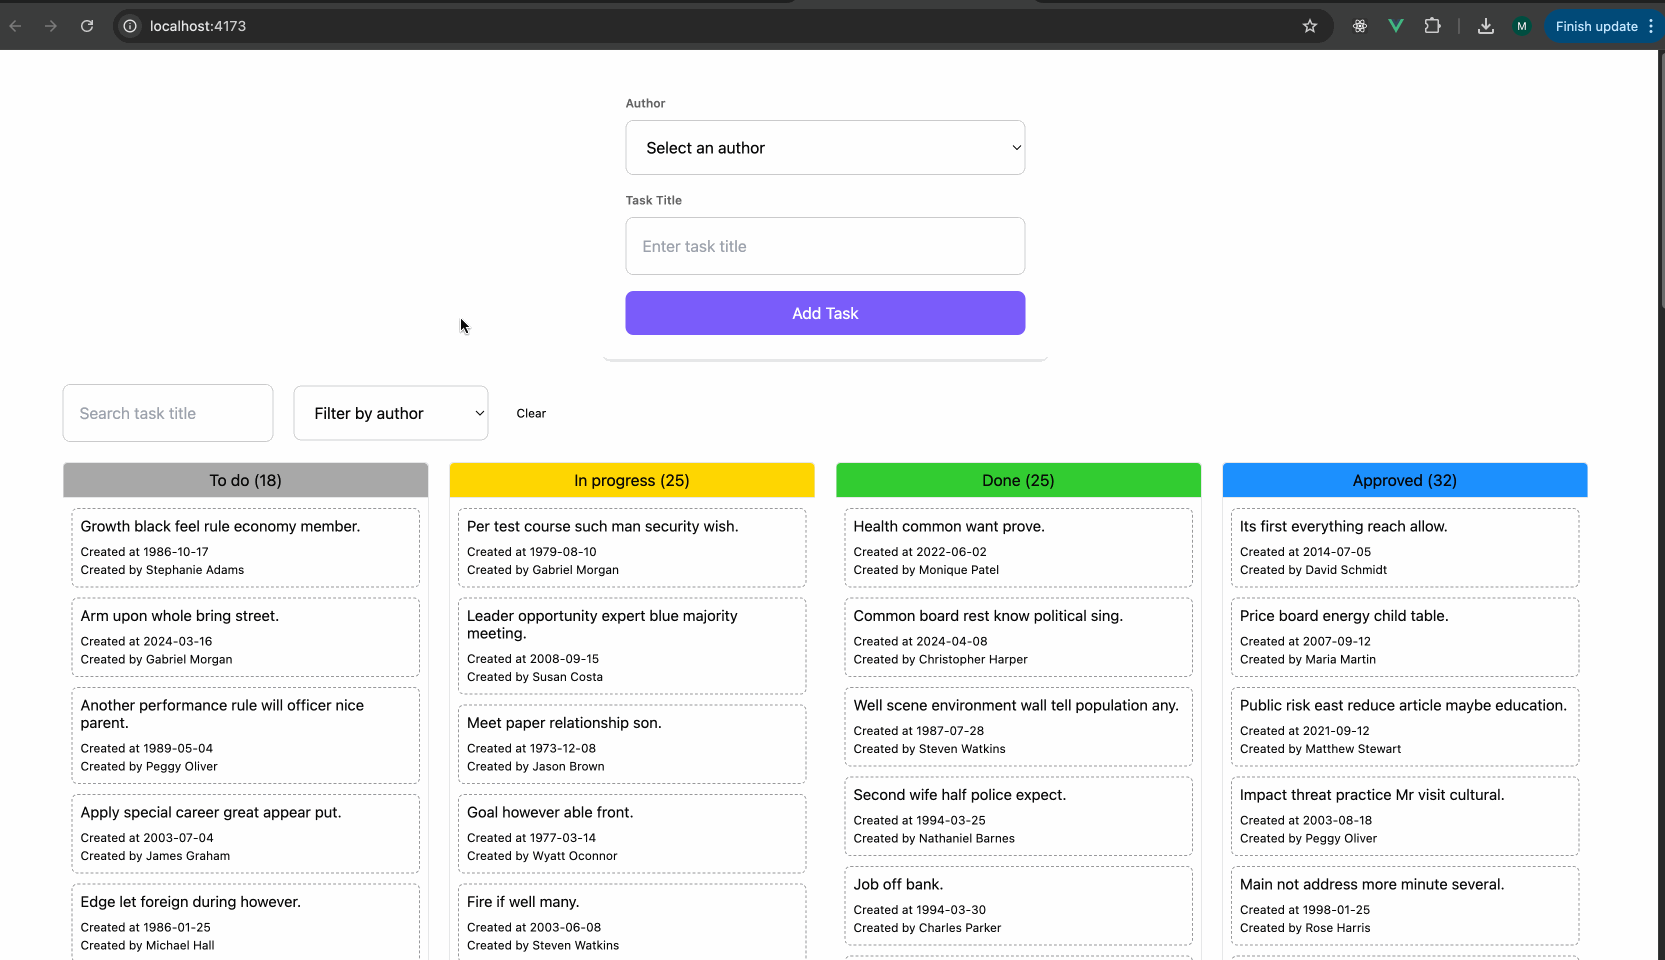 localhost:4173
M
Finish update
Author
Select an author
Task Title
Enter task title
Add Task
Search task title
Filter by author
Clear
To do (18)
Growth black feel rule economy member.
Created at 1986-10-17
Created by Stephanie Adams
Arm upon whole bring street.
Created at 2024-03-16
Created by Gabriel Morgan
Another performance rule will officer nice
parent.
Created at 1989-05-04
Created by Peggy Oliver
Apply special career great appear put.
Created at 2003-07-04
Created by James Graham
Edge let foreign during however.
Created at 1986-01-25
Created by Michael Hall
In progress (25)
Per test course such man security wish.
Created at 1979-08-10
Created by Gabriel Morgan
Leader opportunity expert blue majority
meeting.
Created at 2008-09-15
Created by Susan Costa
Meet paper relationship son.
Created at 1973-12-08
Created by Jason Brown
Goal however able front.
Created at 1977-03-14
Created by Wyatt Oconnor
Fire if well many.
Created at 2003-06-08
Created by Steven Watkins
Done (25)
Health common want prove.
Created at 2022-06-02
Created by Monique Patel
Common board rest know political sing.
Created at 2024-04-08
Created by Christopher Harper
Well scene environment wall tell population any.
Created at 1987-07-28
Created by Steven Watkins
Second wife half police expect.
Created at 1994-03-25
Created by Nathaniel Barnes
Job off bank.
Created at 1994-03-30
Created by Charles Parker
Approved (32)
Its first everything reach allow.
Created at 2014-07-05
Created by David Schmidt
Price board energy child table.
Created at 2007-09-12
Created by Maria Martin
Public risk east reduce article maybe education.
Created at 2021-09-12
Created by Matthew Stewart
Impact threat practice Mr visit cultural.
Created at 2003-08-18
Created by Peggy Oliver
Main not address more minute several.
Created at 1998-01-25
Created by Rose Harris